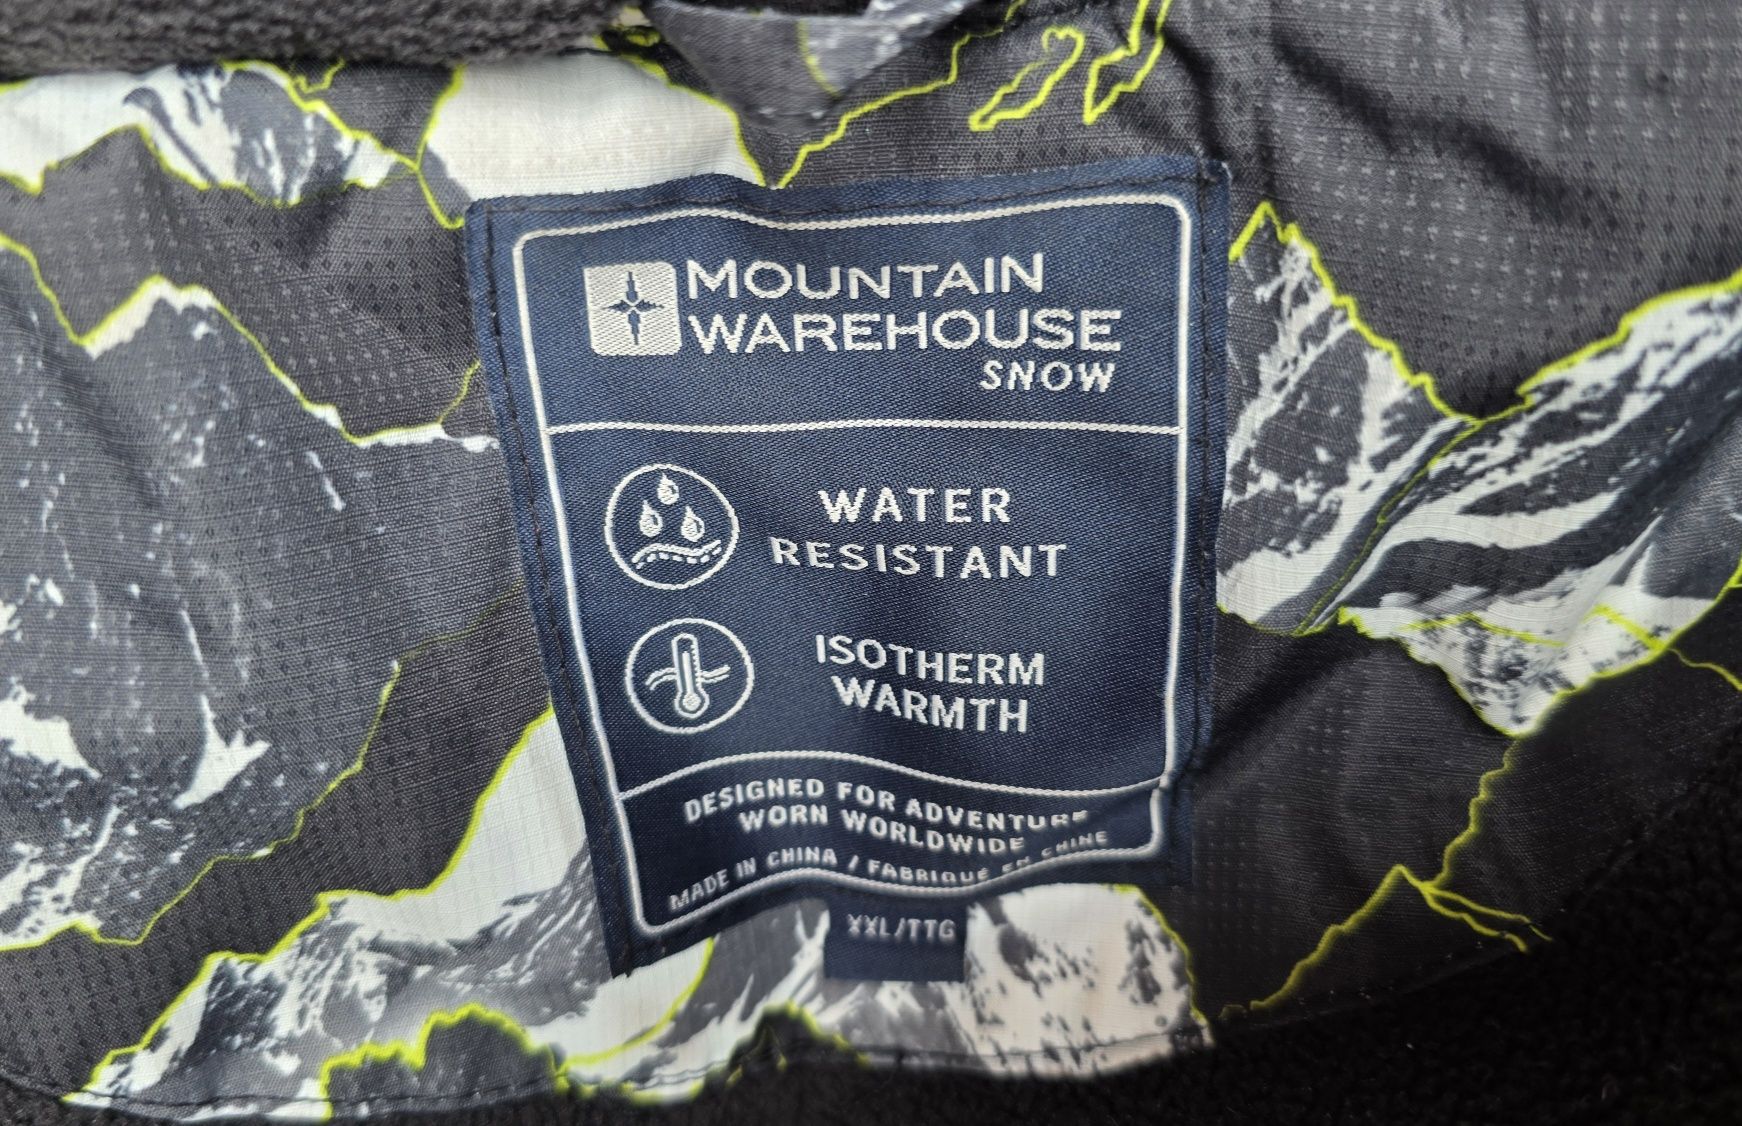 MOUNTAIN
WAREHOUSE
SNOW
WATER
RESISTANT
ISOTHERM
WARMTH
DESIGNED FOR ADVENTURE
WORN WORLDWIDE
MADE IN CHINA / FABRIQUÉ EN CHINE
XXL/TTG